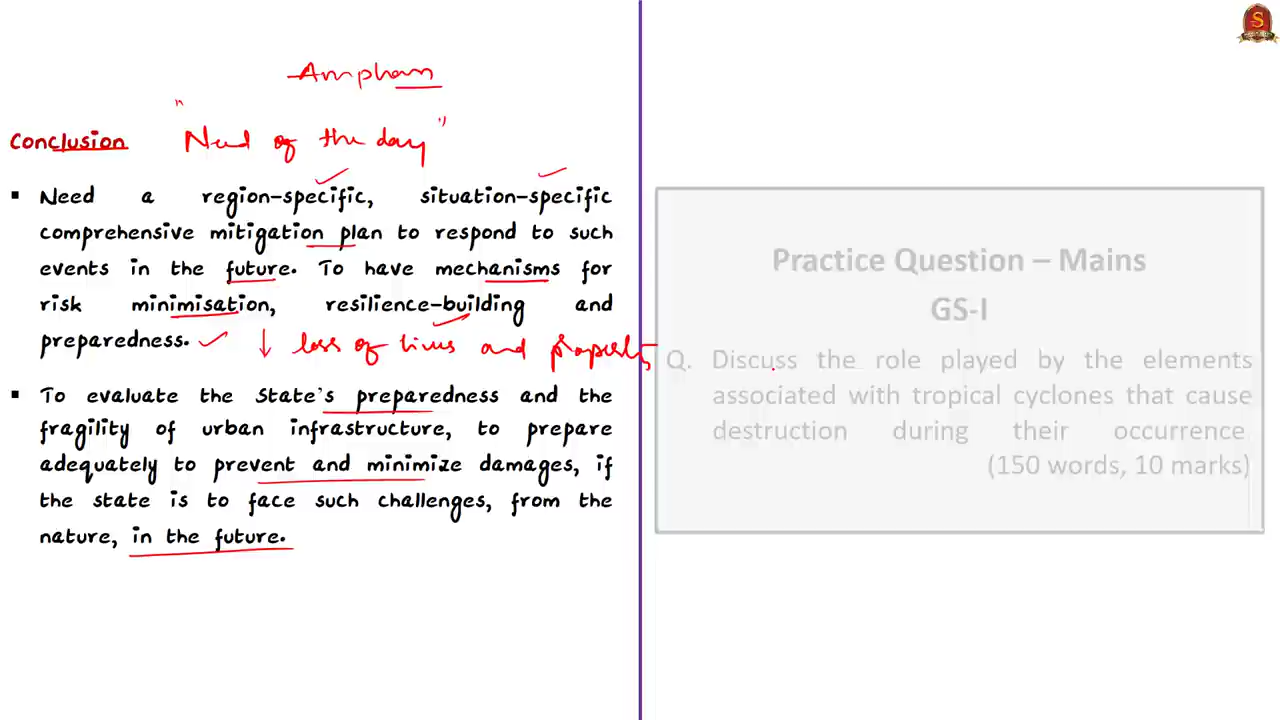 Amphan
Conclusion "Need of the day"
▪ Need a region-specific, situation-specific
comprehensive mitigation plan to respond to such
events in the future. To have mechanisms for
risk minimisation, resilience-building and
preparedness. ↓ loss of lives and property
▪ To evaluate the State's preparedness and the
fragility of urban infrastructure, to prepare
adequately to prevent and minimize damages, if
the state is to face such challenges, from the
nature, in the future.
S
Practice Question – Mains
GS-I
Q. Discuss the role played by the elements
associated with tropical cyclones that cause
destruction during their occurrence.
(150 words, 10 marks)